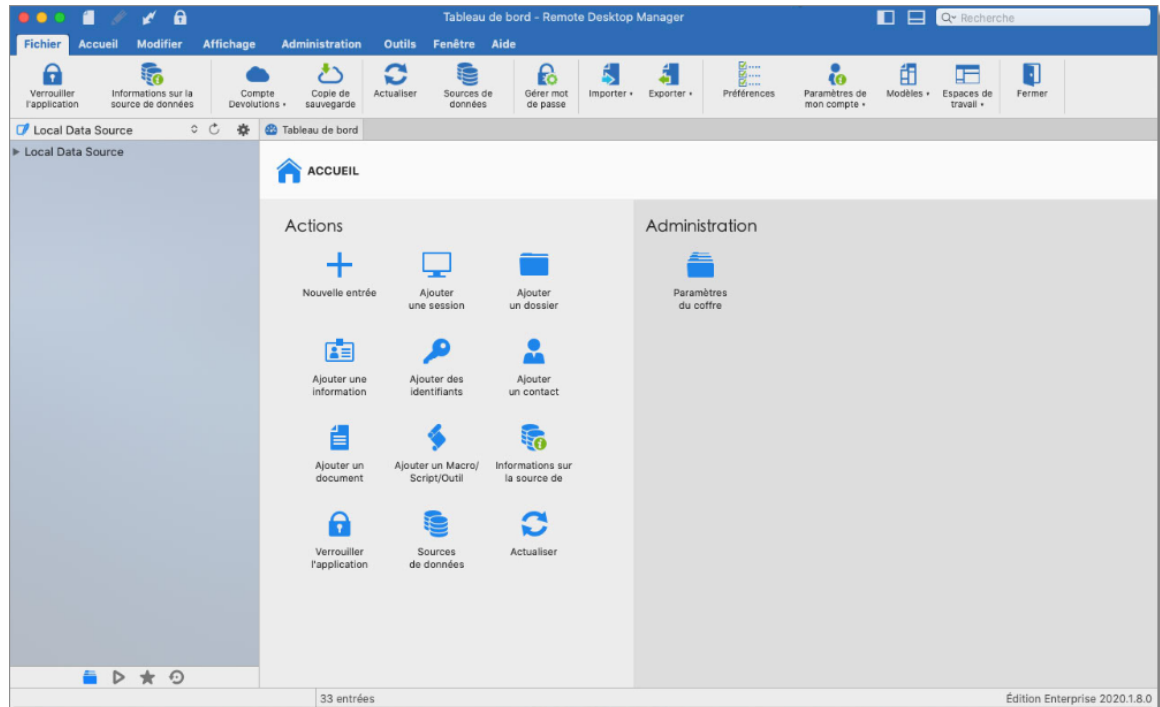 Tableau de bord - Remote Desktop Manager
Recherche
Fichier Accueil Modifier Affichage Administration Outils Fenêtre Aide
Verrouiller l'application
Informations sur la source de données
Compte Devolutions
Copie de sauvegarde
Actualiser
Sources de données
Gérer mot de passe
Importer
Exporter
Préférences
Paramètres de mon compte
Modèles
Espaces de travail
Fermer
Local Data Source
Tableau de bord
Local Data Source
ACCUEIL
Actions
Nouvelle entrée
Ajouter
une session
Ajouter
un dossier
Ajouter une
information
Ajouter des
identifiants
Ajouter
un contact
Ajouter un
document
Ajouter un Macro/
Script/Outil
Informations sur
la source de
Verrouiller
l'application
Sources
de données
Actualiser
Administration
Paramètres
du coffre
33 entrées
Édition Enterprise 2020.1.8.0